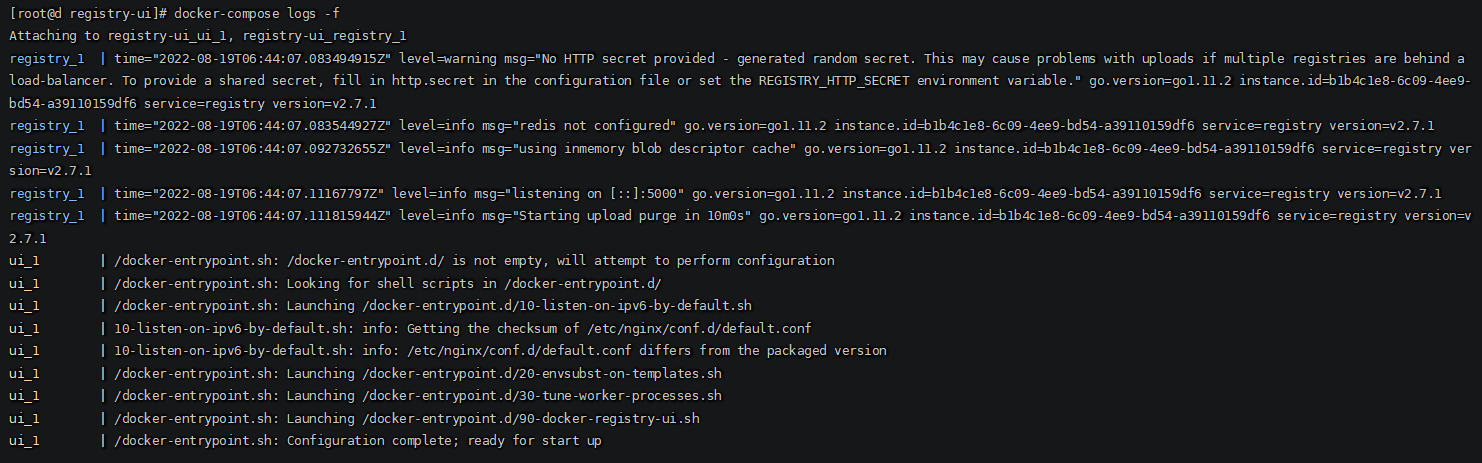 [root@d registry-ui]# docker-compose logs -f
Attaching to registry-ui_ui_1, registry-ui_registry_1
registry_1  | time="2022-08-19T06:44:07.083494915Z" level=warning msg="No HTTP secret provided - generated random secret. This may cause problems with uploads if multiple registries are behind a
load-balancer. To provide a shared secret, fill in http.secret in the configuration file or set the REGISTRY_HTTP_SECRET environment variable." go.version=go1.11.2 instance.id=b1b4c1e8-6c09-4ee9-
bd54-a39110159df6 service=registry version=v2.7.1
registry_1  | time="2022-08-19T06:44:07.083544927Z" level=info msg="redis not configured" go.version=go1.11.2 instance.id=b1b4c1e8-6c09-4ee9-bd54-a39110159df6 service=registry version=v2.7.1
registry_1  | time="2022-08-19T06:44:07.092732655Z" level=info msg="using inmemory blob descriptor cache" go.version=go1.11.2 instance.id=b1b4c1e8-6c09-4ee9-bd54-a39110159df6 service=registry ver
sion=v2.7.1
registry_1  | time="2022-08-19T06:44:07.11167797Z" level=info msg="listening on [::]:5000" go.version=go1.11.2 instance.id=b1b4c1e8-6c09-4ee9-bd54-a39110159df6 service=registry version=v2.7.1
registry_1  | time="2022-08-19T06:44:07.111815944Z" level=info msg="Starting upload purge in 10m0s" go.version=go1.11.2 instance.id=b1b4c1e8-6c09-4ee9-bd54-a39110159df6 service=registry version=v
2.7.1
ui_1        | /docker-entrypoint.sh: /docker-entrypoint.d/ is not empty, will attempt to perform configuration
ui_1        | /docker-entrypoint.sh: Looking for shell scripts in /docker-entrypoint.d/
ui_1        | /docker-entrypoint.sh: Launching /docker-entrypoint.d/10-listen-on-ipv6-by-default.sh
ui_1        | 10-listen-on-ipv6-by-default.sh: info: Getting the checksum of /etc/nginx/conf.d/default.conf
ui_1        | 10-listen-on-ipv6-by-default.sh: info: /etc/nginx/conf.d/default.conf differs from the packaged version
ui_1        | /docker-entrypoint.sh: Launching /docker-entrypoint.d/20-envsubst-on-templates.sh
ui_1        | /docker-entrypoint.sh: Launching /docker-entrypoint.d/30-tune-worker-processes.sh
ui_1        | /docker-entrypoint.sh: Launching /docker-entrypoint.d/90-docker-registry-ui.sh
ui_1        | /docker-entrypoint.sh: Configuration complete; ready for start up